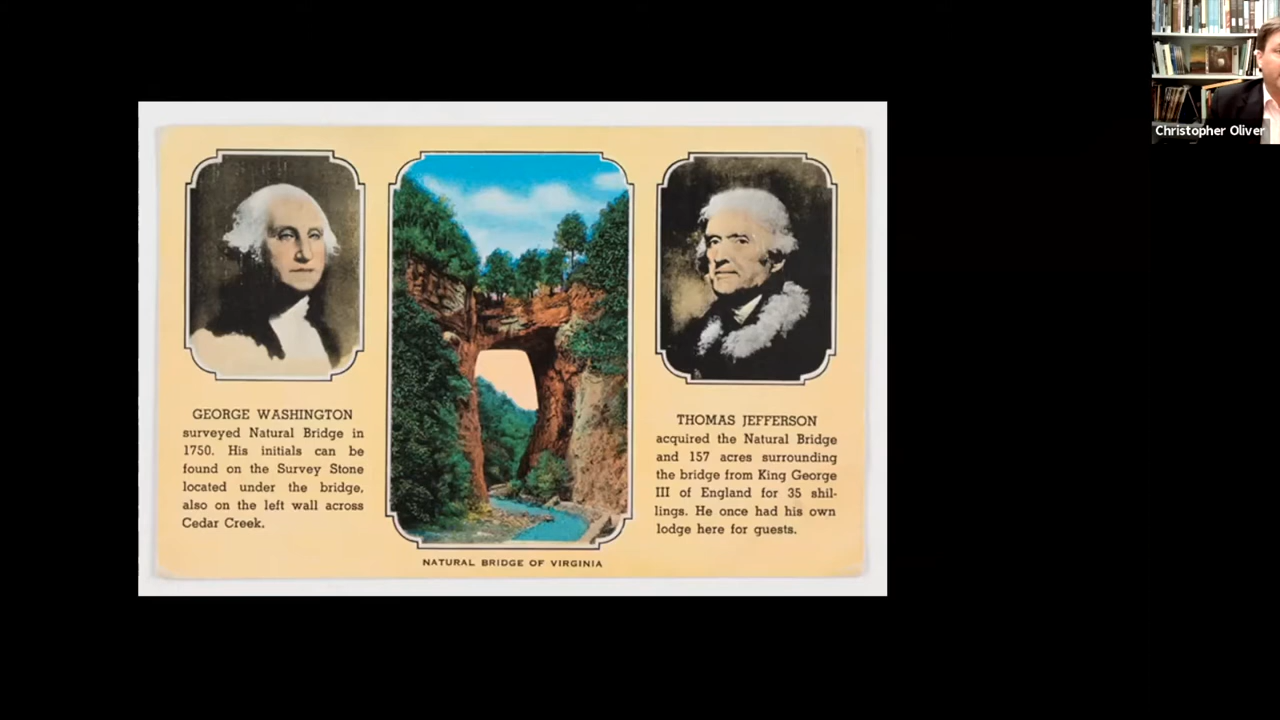 Christopher Oliver
GEORGE WASHINGTON
surveyed Natural Bridge in
1750. His initials can be
found on the Survey Stone
located under the bridge,
also on the left wall across
Cedar Creek.
THOMAS JEFFERSON
acquired the Natural Bridge
and 157 acres surrounding
the bridge from King George
III of England for 35 shil-
lings. He once had his own
lodge here for guests.
NATURAL BRIDGE OF VIRGINIA